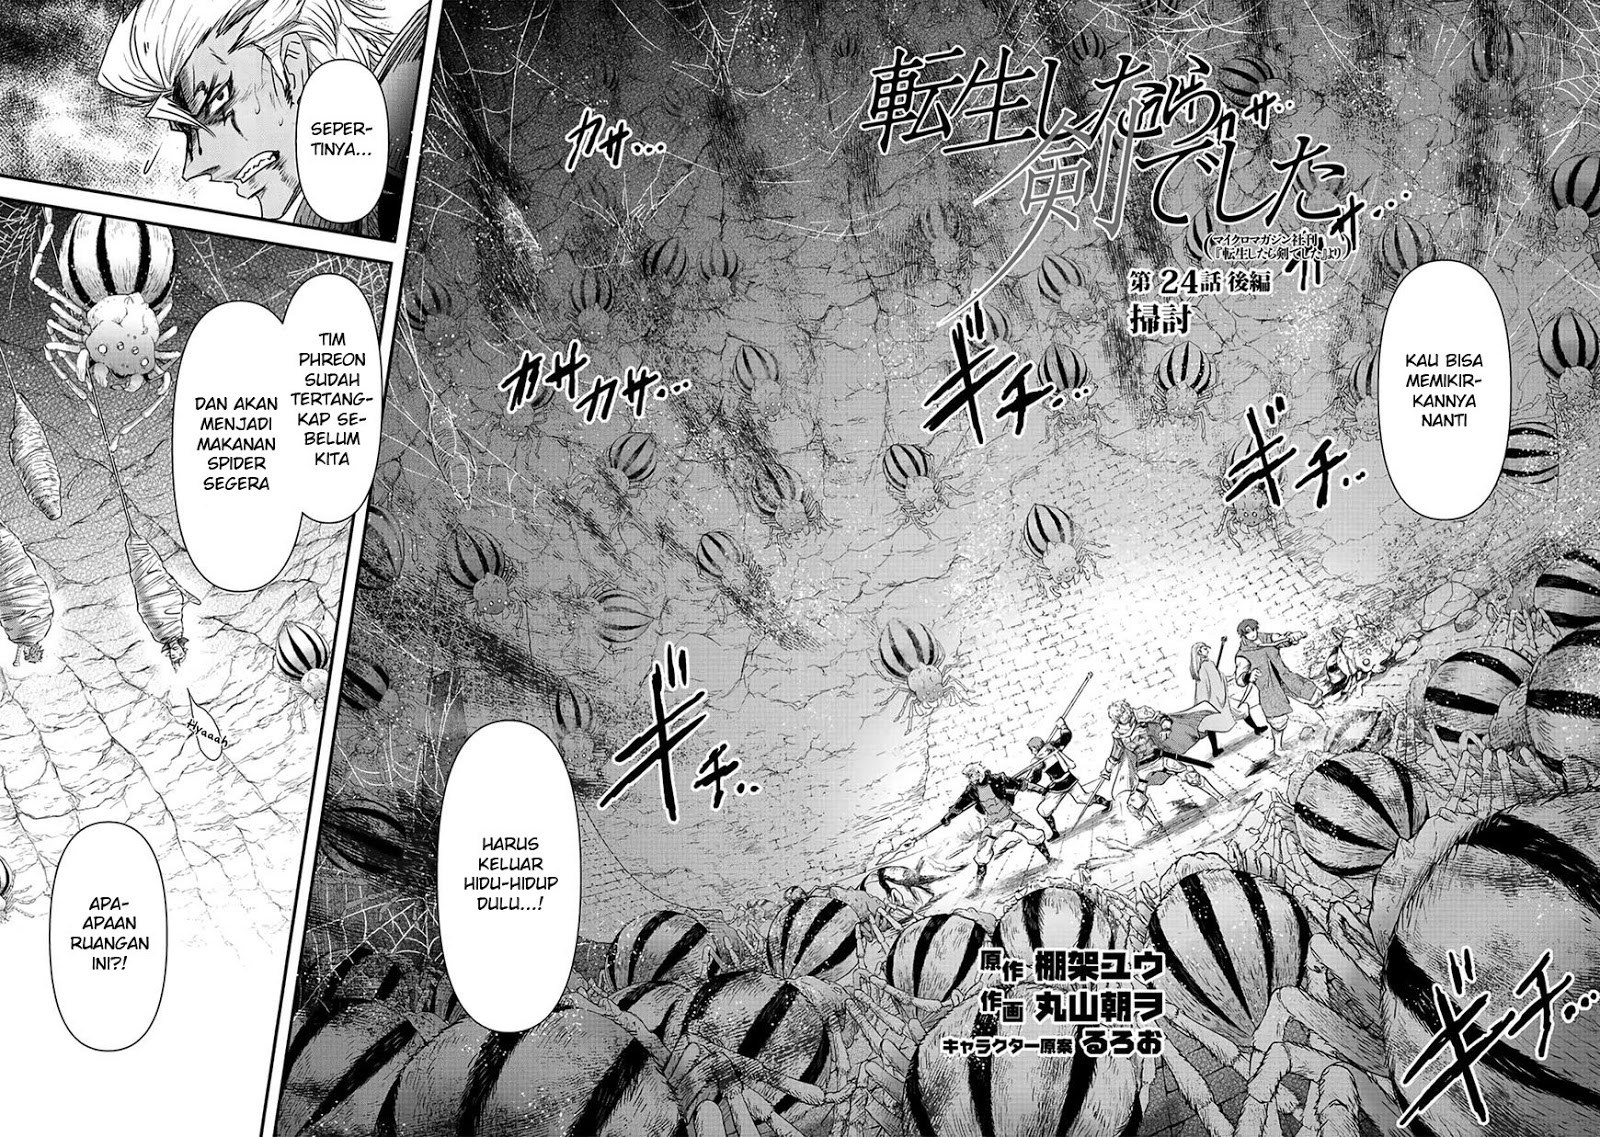 転生したら
剣でした
(マイクロマガジン社刊
『転生したら剣でした』より)
第24話 後編
掃討
KAU BISA
MEMIKIR-
KANNYA
NANTI
カサ…
カサ…
カサカサ…
ギチ…
ギチ…
ギチ…
ギチ…
HARUS
KELUAR
HIDU-HIDUP
DULU...!
原作 棚架ユウ
作画 丸山朝ヲ
キャラクター原案 るろお
SEPER-
TINYA...
TIM
PHREON
SUDAH
TERTANG-
KAP SE-
BELUM
KITA
DAN AKAN
MENJADI
MAKANAN
SPIDER
SEGERA
Hyaaah
APA-
APAAN
RUANGAN
INI?!